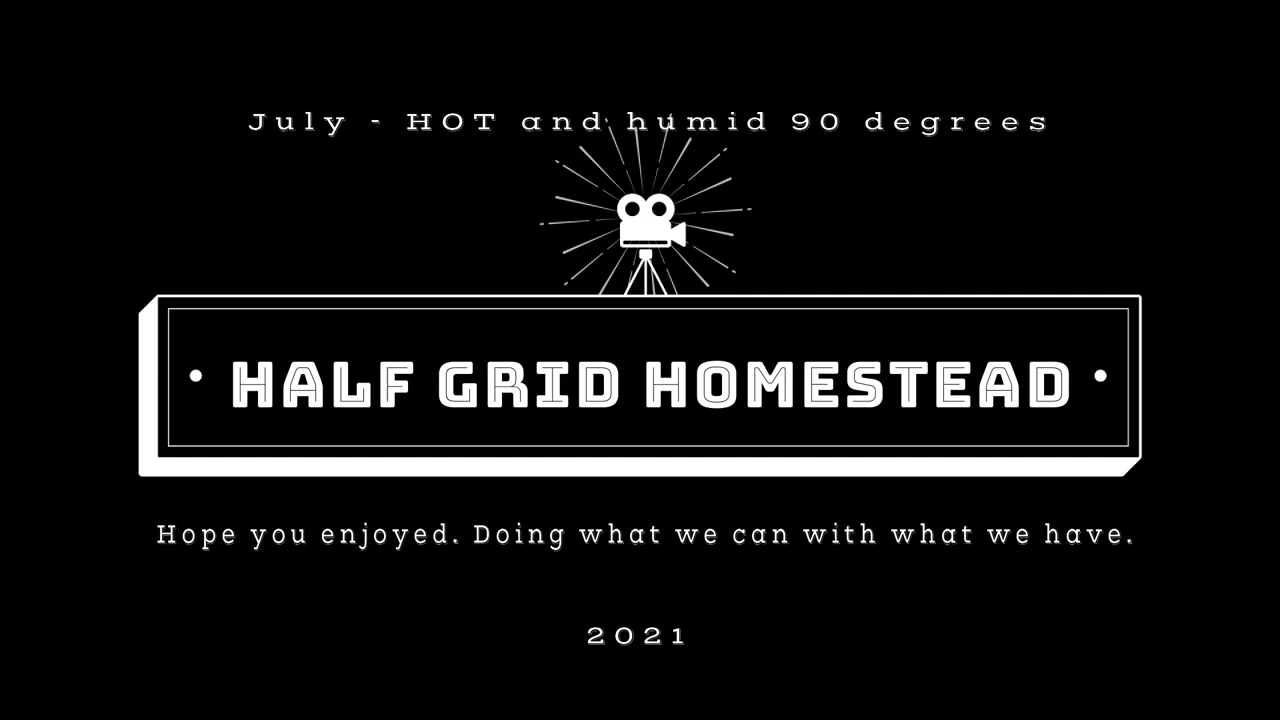 July - HOT and humid 90 degrees
HALF GRID HOMESTEAD
Hope you enjoyed. Doing what we can with what we have.
2021